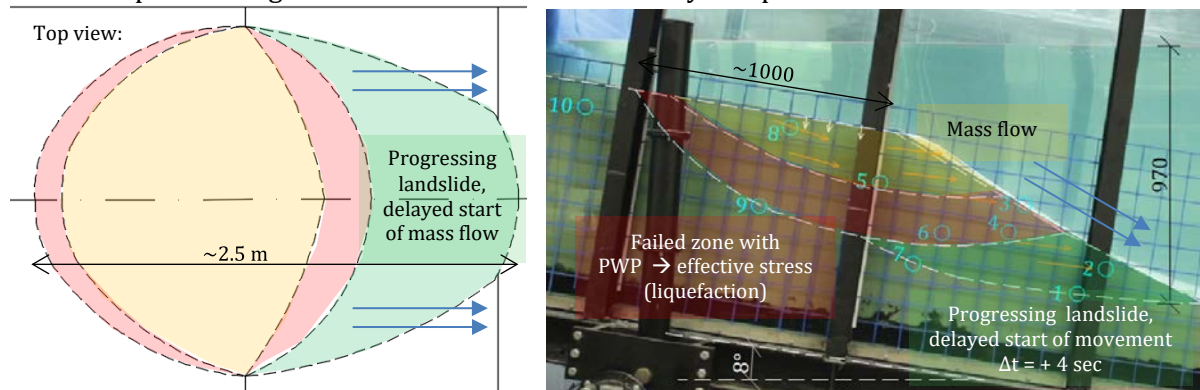 Top view:
Progressing
landslide,
delayed start
of mass flow
~2.5 m
~1000
10
8
Mass flow
970
5
3
9
4
6
Failed zone with
PWP → effective stress
(liquefaction)
7
2
1
Progressing landslide,
delayed start of movement
Δt = + 4 sec
8°